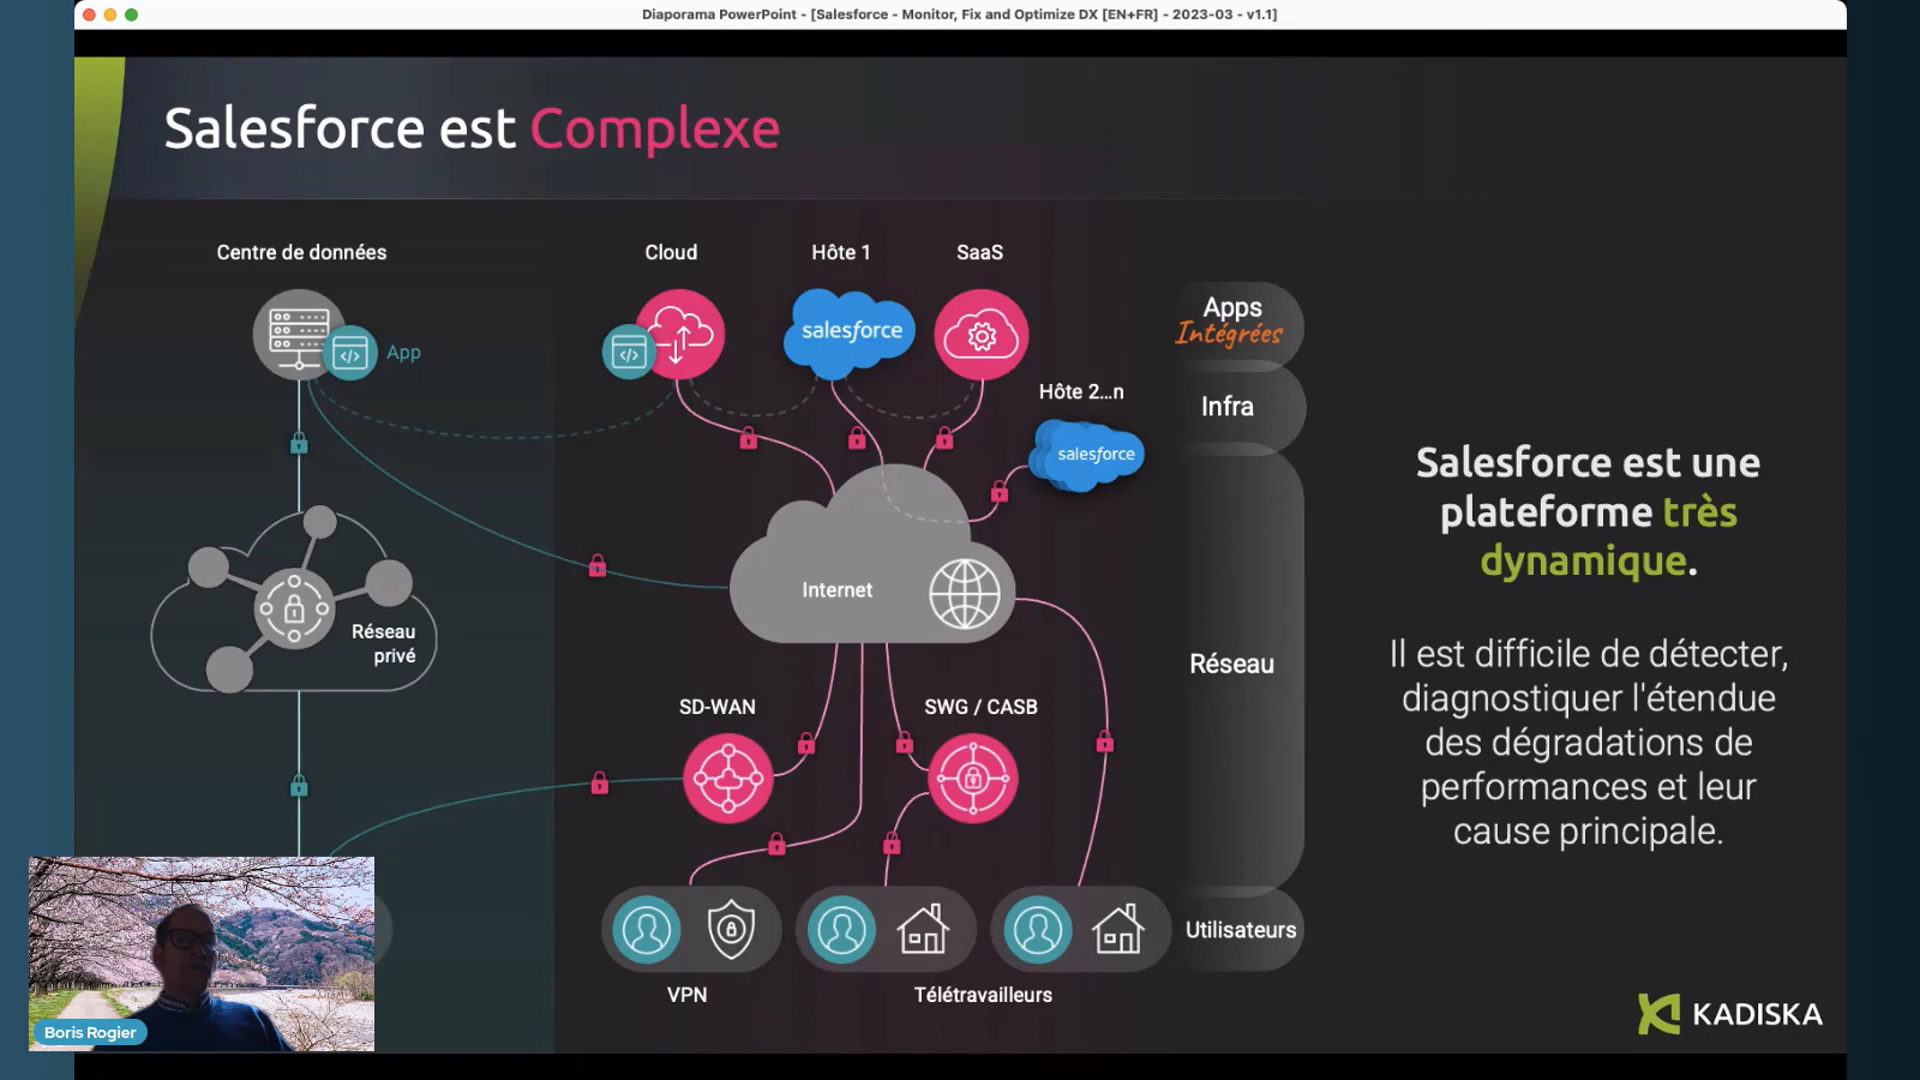 Diaporama PowerPoint - [Salesforce - Monitor, Fix and Optimize DX [EN+FR] - 2023-03 - v1.1]
Salesforce est Complexe
Centre de données
Cloud
Hôte 1
SaaS
App
salesforce
Hôte 2...n
salesforce
Apps
Intégrées
Infra
Internet
Réseau
privé
Réseau
SD-WAN
SWG / CASB
Utilisateurs
VPN
Télétravailleurs
Salesforce est une
plateforme très
dynamique.
Il est difficile de détecter,
diagnostiquer l'étendue
des dégradations de
performances et leur
cause principale.
Boris Rogier
KADISKA